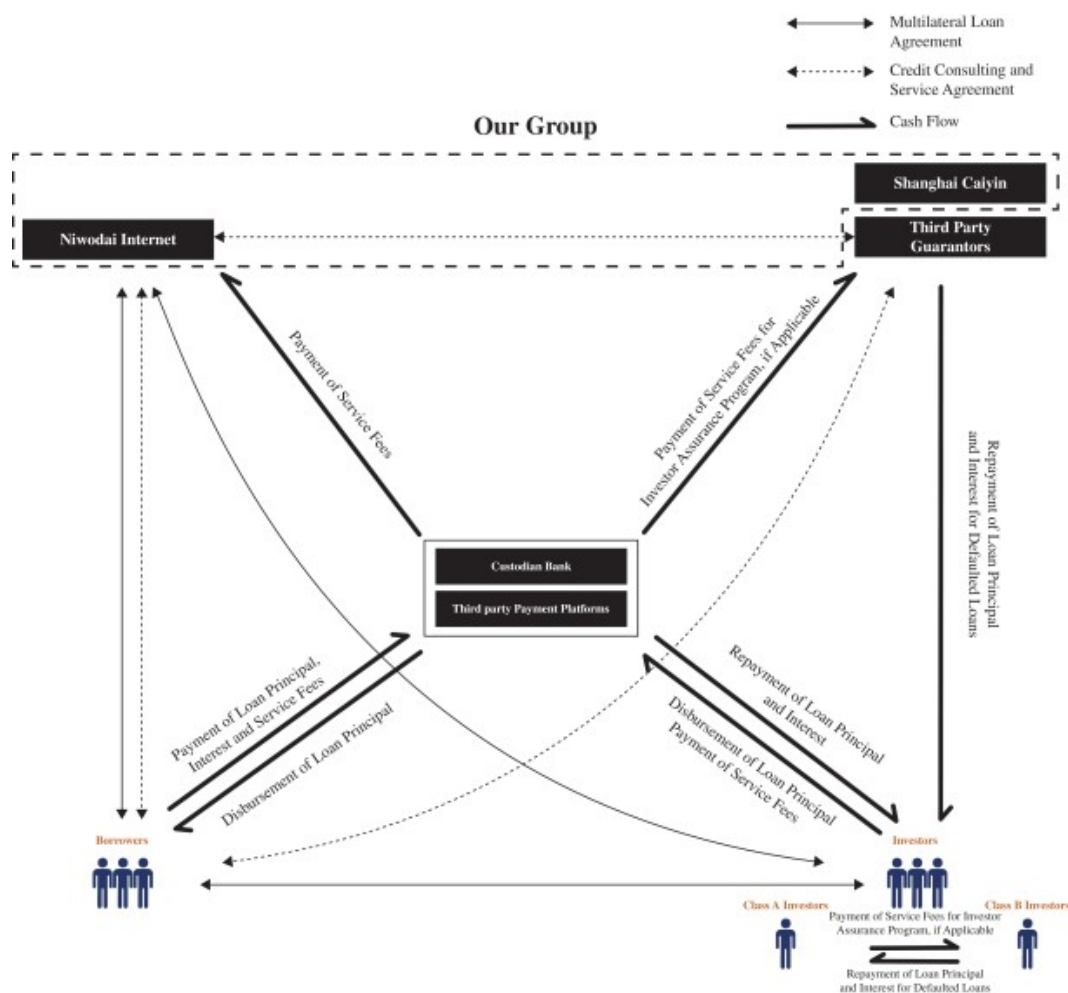 Multilateral Loan
Agreement
Credit Consulting and
Service Agreement
Cash Flow
Our Group
Shanghai Caiyin
Niwodai Internet
Third Party
Guarantors
Payment of Service Fees
Payment of Service Fees for
Investor Assurance Program, if Applicable
Repayment of Loan Principal
and Interest for Defaulted Loans
Custodian Bank
Third party Payment Platforms
Payment of Loan Principal,
Interest and Service Fees
Disbursement of Loan Principal
Repayment of Loan Principal
and Interest
Disbursement of Loan Principal
Payment of Service Fees
Borrowers
Investors
Class A Investors
Class B Investors
Payment of Service Fees for Investor
Assurance Program, if Applicable
Repayment of Loan Principal
and Interest for Defaulted Loans